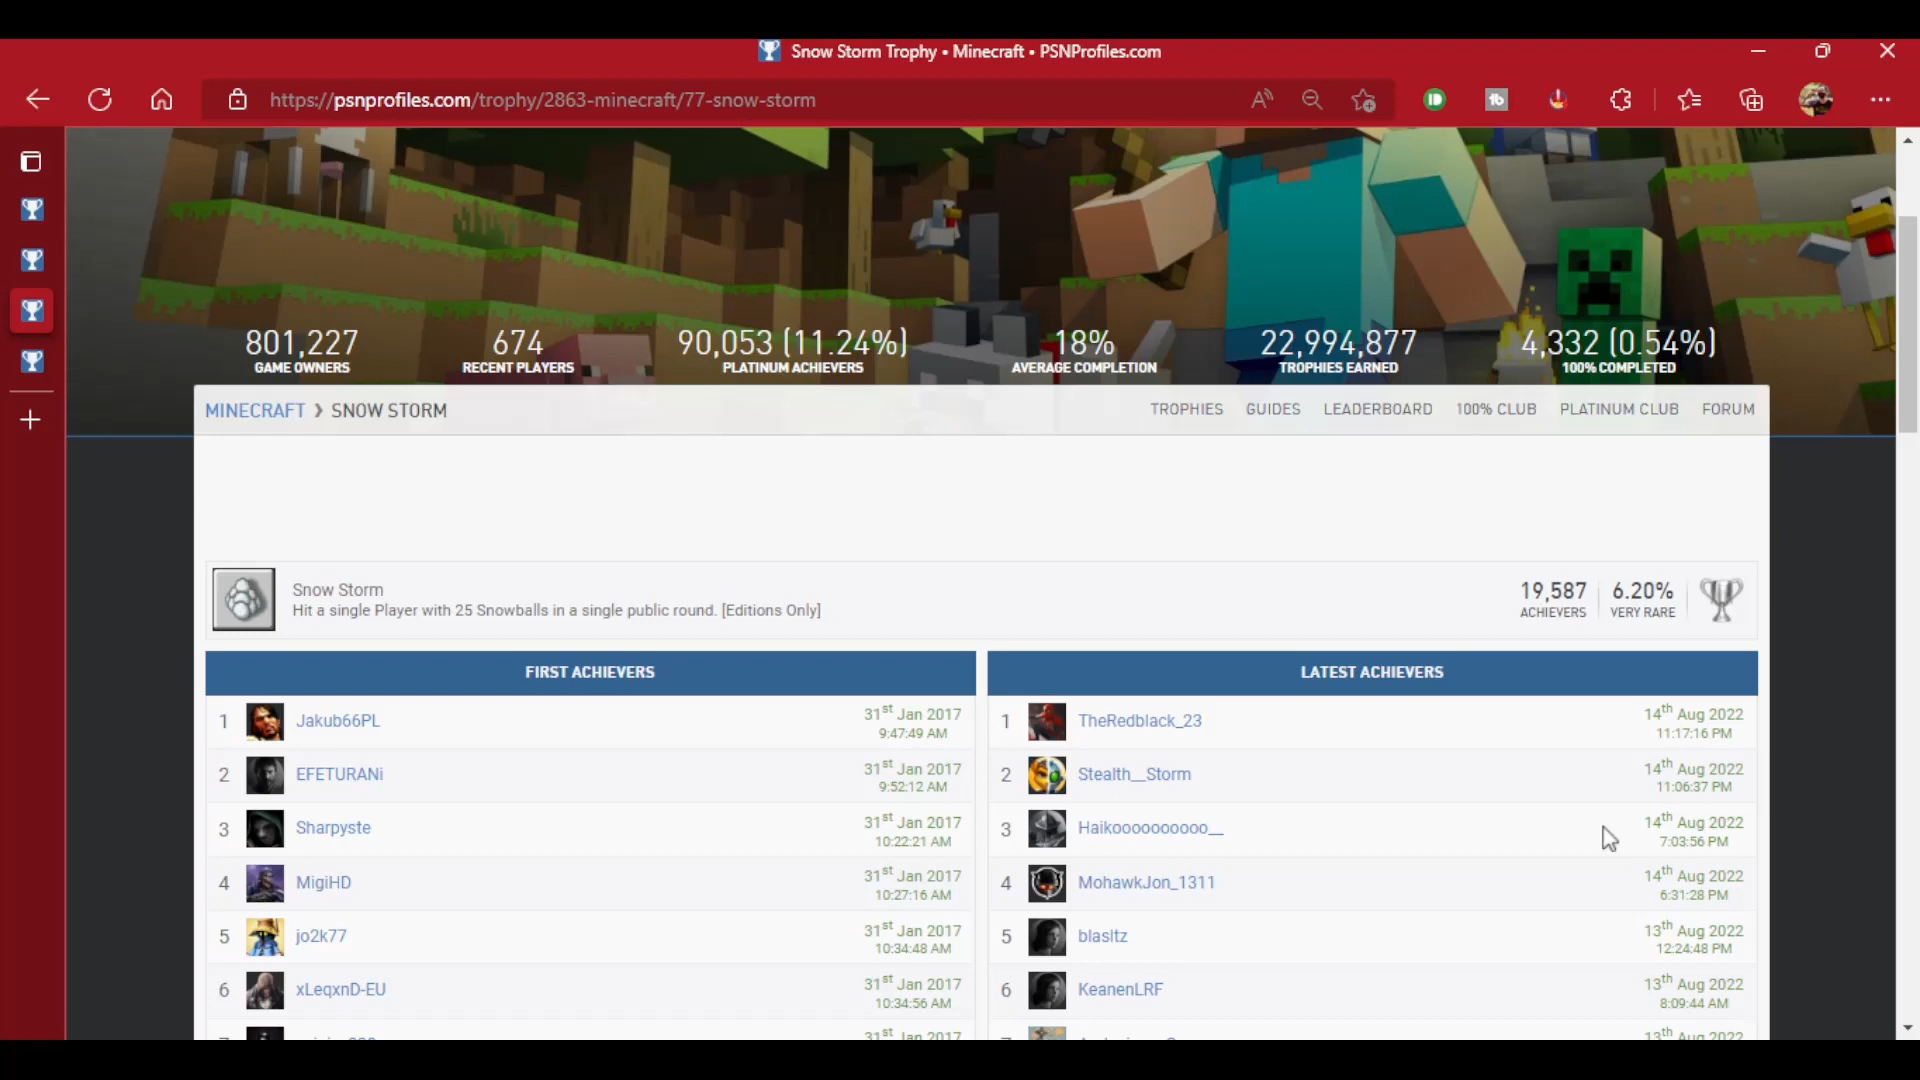 Snow Storm Trophy • Minecraft • PSNProfiles.com
https://psnprofiles.com/trophy/2863-minecraft/77-snow-storm
801,227 674 90,053 (11.24%) 18% 22,994,877 4,332 (0.54%)
GAME OWNERS RECENT PLAYERS PLATINUM ACHIEVERS AVERAGE COMPLETION TROPHIES EARNED 100% COMPLETED
MINECRAFT › SNOW STORM TROPHIES GUIDES LEADERBOARD 100% CLUB PLATINUM CLUB FORUM
Snow Storm
Hit a single Player with 25 Snowballs in a single public round. [Editions Only]
19,587 6.20%
ACHIEVERS VERY RARE
FIRST ACHIEVERS
1 Jakub66PL 31st Jan 2017
9:47:49 AM
2 EFETURANi 31st Jan 2017
9:52:12 AM
3 Sharpyste 31st Jan 2017
10:22:21 AM
4 MigiHD 31st Jan 2017
10:27:16 AM
5 jo2k77 31st Jan 2017
10:34:48 AM
6 xLeqxnD-EU 31st Jan 2017
10:34:56 AM
31st Jan 2017
LATEST ACHIEVERS
1 TheRedblack_23 14th Aug 2022
11:17:16 PM
2 Stealth__Storm 14th Aug 2022
11:06:37 PM
3 Haikoooooooooo__ 14th Aug 2022
7:03:56 PM
4 MohawkJon_1311 14th Aug 2022
6:31:28 PM
5 blasltz 13th Aug 2022
12:24:48 PM
6 KeanenLRF 13th Aug 2022
8:09:44 AM
13th Aug 2022